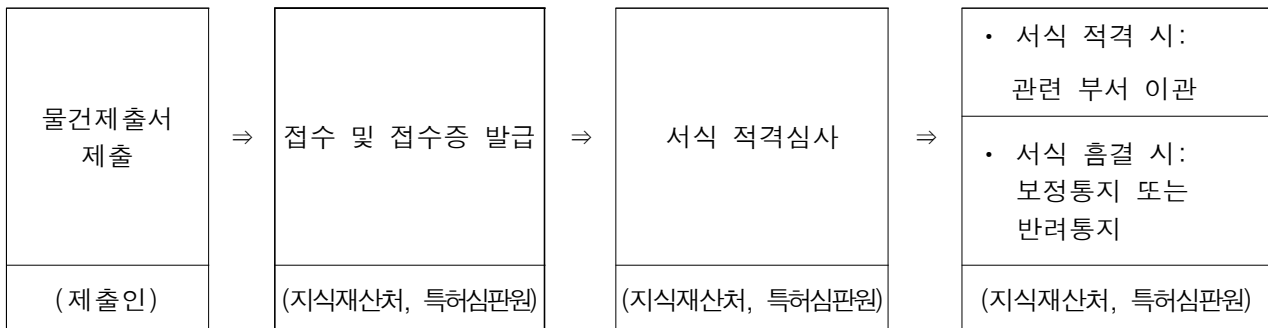 물건제출서
제출
(제출인)
⇒
접수 및 접수증 발급
(지식재산처, 특허심판원)
⇒
서식 적격심사
(지식재산처, 특허심판원)
⇒
• 서식 적격 시:
관련 부서 이관
• 서식 흠결 시:
보정통지 또는
반려통지
(지식재산처, 특허심판원)